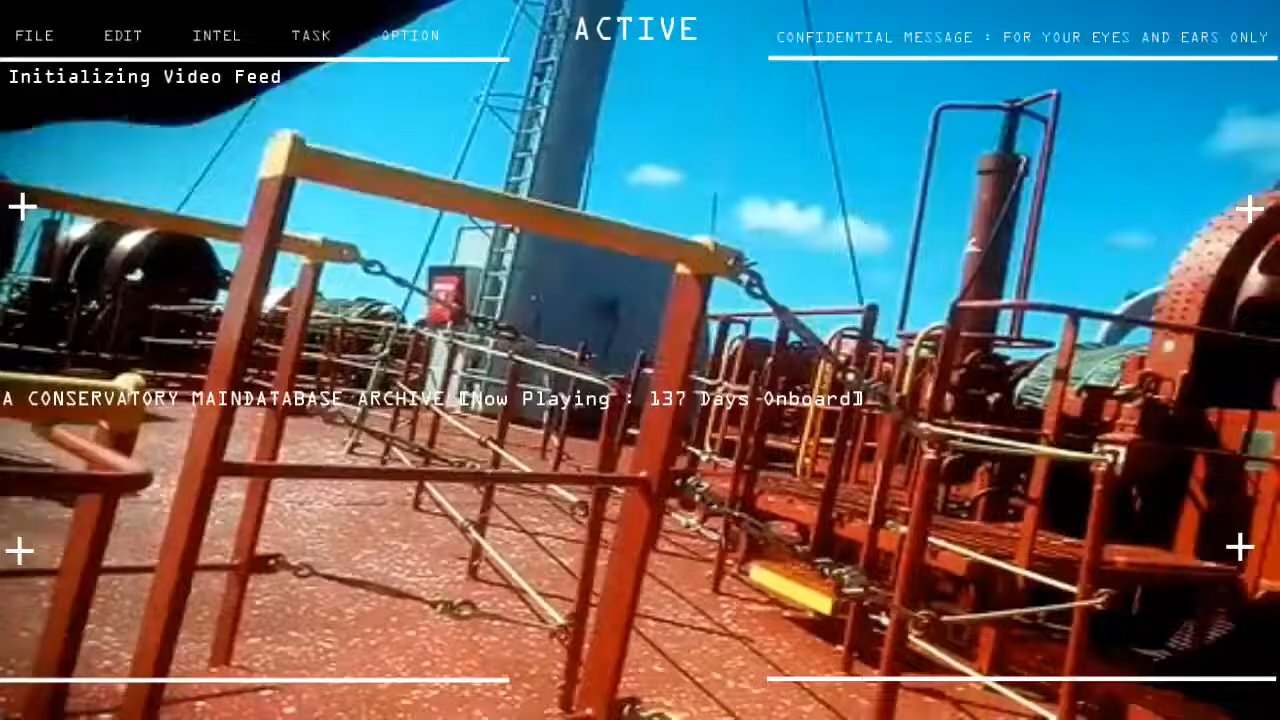 ACTIVE
FILE EDIT INTEL TASK OPTION
CONFIDENTIAL MESSAGE : FOR YOUR EYES AND EARS ONLY
Initializing Video Feed
A CONSERVATORY MAINDATABASE ARCHIVE [Now Playing : 137 Days Onboard]